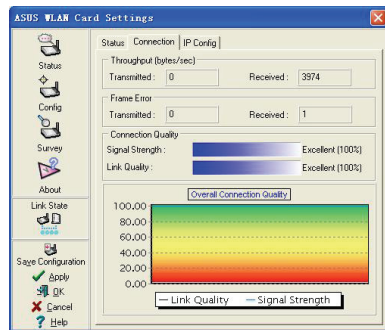 ASUS WLAN Card Settings
Status
Config
Survey
About
Link State
Save Configuration
Apply
OK
Cancel
Help
Status Connection IP Config
Throughput (bytes/sec)
Transmitted : 0 Received : 3974
Frame Error
Transmitted : 0 Received : 1
Connection Quality
Signal Strength : Excellent (100%)
Link Quality : Excellent (100%)
Overall Connection Quality
100.00
80.00
60.00
40.00
20.00
0.00
Link Quality Signal Strength